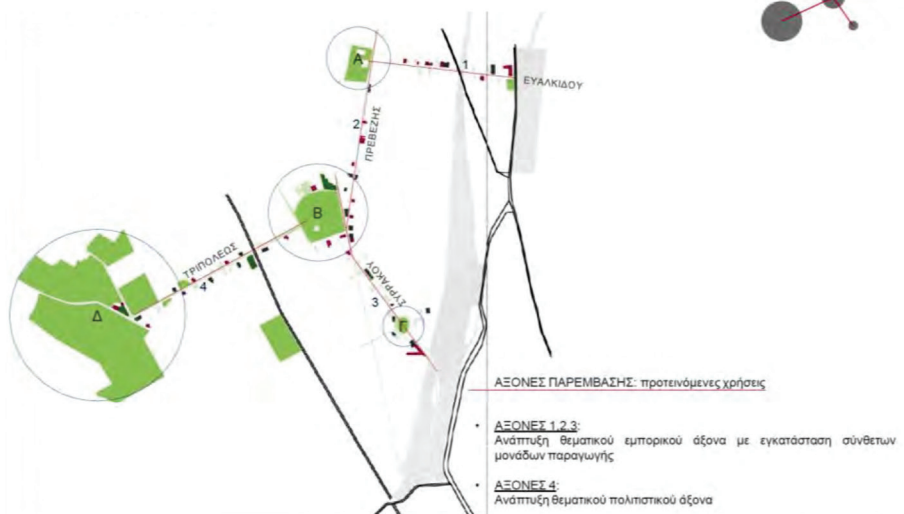 Α
1
ΕΥΑΛΚΙΔΟΥ
2
ΠΡΕΒΕΖΗΣ
Β
ΤΡΙΠΟΛΕΩΣ
4
ΣΥΡΡΑΚΟΥ
3
Γ
Δ
ΑΞΟΝΕΣ ΠΑΡΕΜΒΑΣΗΣ: προτεινόμενες χρήσεις
• ΑΞΟΝΕΣ 1,2,3:
Ανάπτυξη θεματικού εμπορικού άξονα με εγκατάσταση σύνθετων
μονάδων παραγωγής
• ΑΞΟΝΕΣ 4:
Ανάπτυξη θεματικού πολιτιστικού άξονα